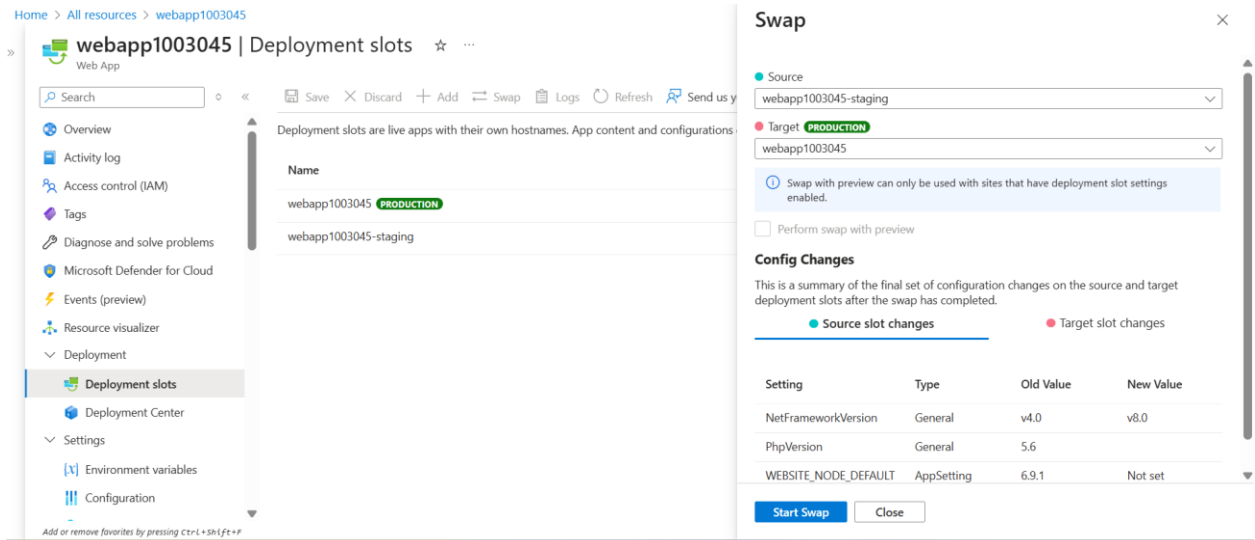 Home > All resources > webapp1003045
»
webapp1003045 | Deployment slots ☆ ...
Web App
Search
«
Overview
Activity log
Access control (IAM)
Tags
Diagnose and solve problems
Microsoft Defender for Cloud
Events (preview)
Resource visualizer
Deployment
Deployment slots
Deployment Center
Settings
Environment variables
Configuration
Add or remove favorites by pressing Ctrl+Shift+F
Save Discard Add Swap Logs Refresh Send us y
Deployment slots are live apps with their own hostnames. App content and configurations
Name
webapp1003045 PRODUCTION
webapp1003045-staging
Swap
Source
webapp1003045-staging
Target PRODUCTION
webapp1003045
Swap with preview can only be used with sites that have deployment slot settings
enabled.
Perform swap with preview
Config Changes
This is a summary of the final set of configuration changes on the source and target
deployment slots after the swap has completed.
Source slot changes Target slot changes
Setting Type Old Value New Value
NetFrameworkVersion General v4.0 v8.0
PhpVersion General 5.6
WEBSITE_NODE_DEFAULT AppSetting 6.9.1 Not set
Start Swap Close